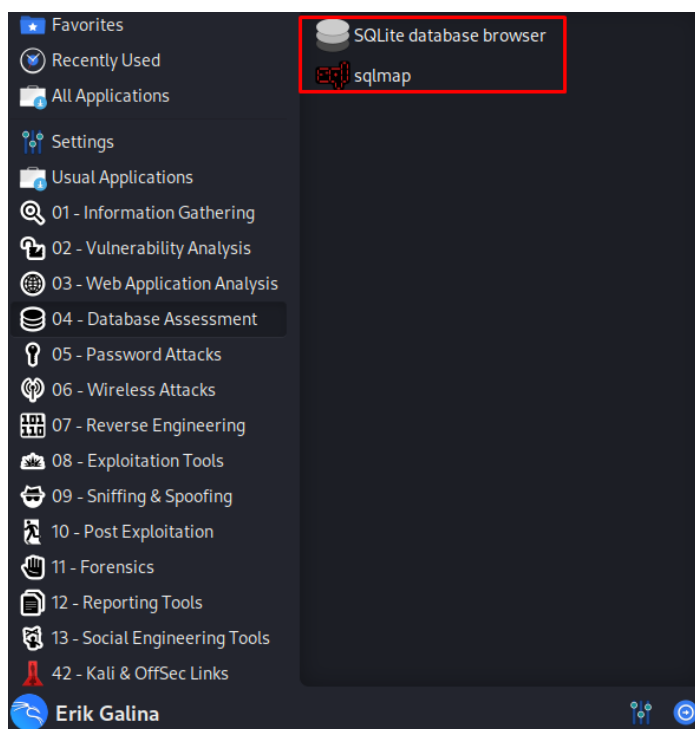 Favorites
Recently Used
All Applications
Settings
Usual Applications
01 - Information Gathering
02 - Vulnerability Analysis
03 - Web Application Analysis
04 - Database Assessment
05 - Password Attacks
06 - Wireless Attacks
07 - Reverse Engineering
08 - Exploitation Tools
09 - Sniffing & Spoofing
10 - Post Exploitation
11 - Forensics
12 - Reporting Tools
13 - Social Engineering Tools
42 - Kali & OffSec Links
SQLite database browser
sqlmap
Erik Galina